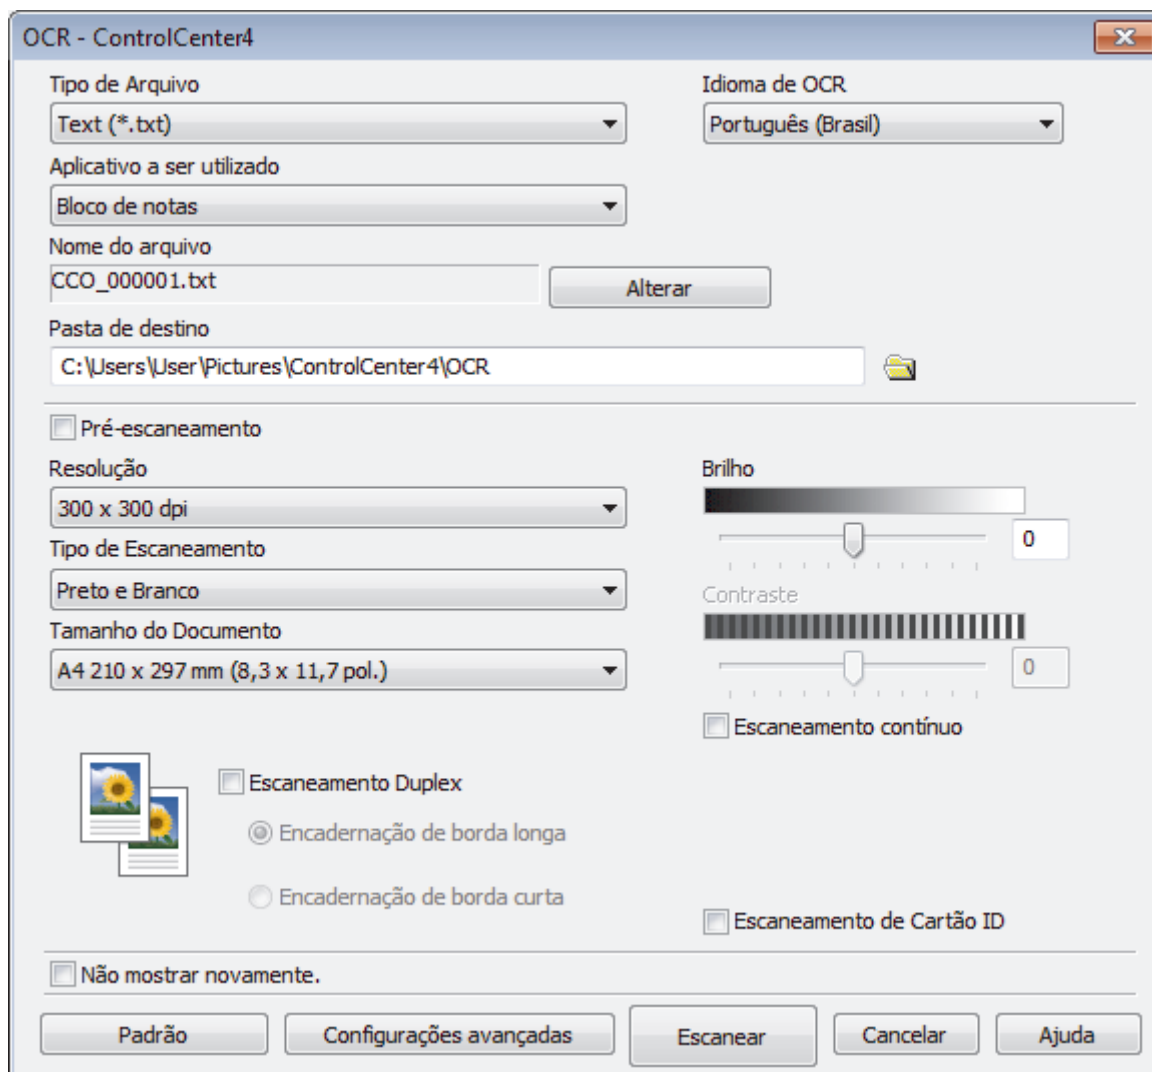 OCR - ControlCenter4
Tipo de Arquivo
Idioma de OCR
Text (*.txt)
Português (Brasil)
Aplicativo a ser utilizado
Bloco de notas
Nome do arquivo
CCO_000001.txt
Alterar
Pasta de destino
C:\Users\User\Pictures\ControlCenter4\OCR
Pré-escaneamento
Resolução
Brilho
300 x 300 dpi
0
Tipo de Escaneamento
Preto e Branco
Contraste
Tamanho do Documento
A4 210 x 297 mm (8,3 x 11,7 pol.)
0
Escaneamento contínuo
Escaneamento Duplex
Encadernação de borda longa
Encadernação de borda curta
Escaneamento de Cartão ID
Não mostrar novamente.
Padrão
Configurações avançadas
Escanear
Cancelar
Ajuda